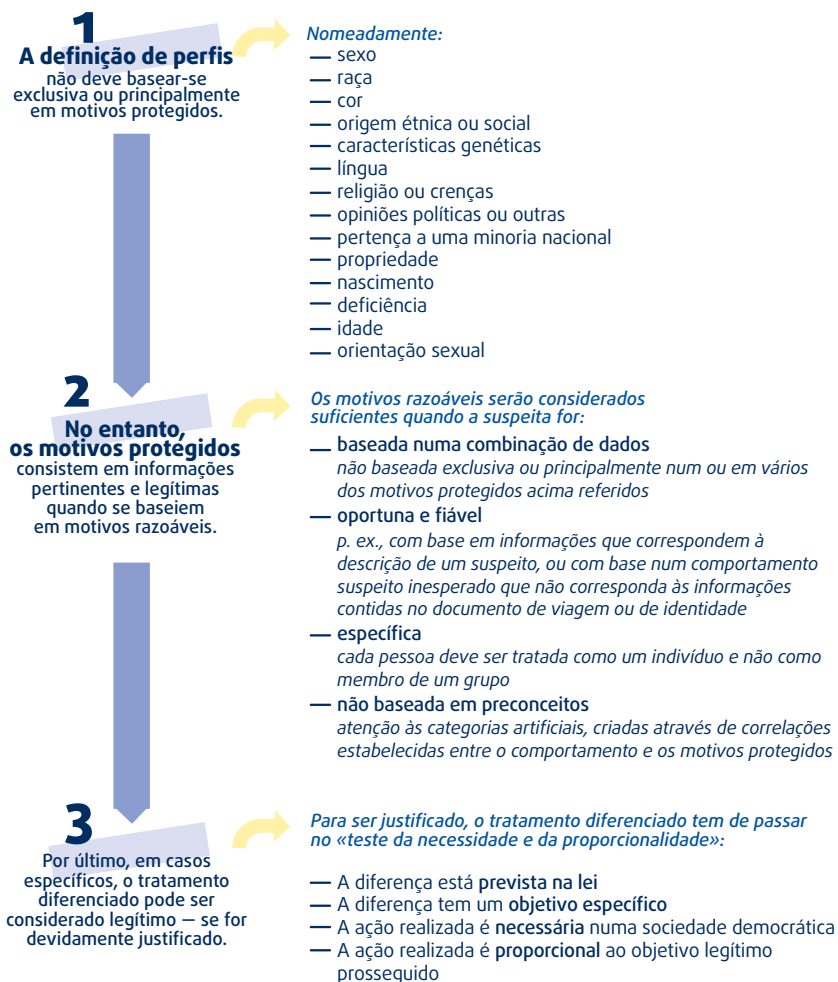 1
A definição de perfis
não deve basear-se
exclusiva ou principalmente
em motivos protegidos.
Nomeadamente:
— sexo
— raça
— cor
— origem étnica ou social
— características genéticas
— língua
— religião ou crenças
— opiniões políticas ou outras
— pertença a uma minoria nacional
— propriedade
— nascimento
— deficiência
— idade
— orientação sexual
2
No entanto,
os motivos protegidos
consistem em informações
pertinentes e legítimas
quando se baseiem
em motivos razoáveis.
Os motivos razoáveis serão considerados
suficientes quando a suspeita for:
— baseada numa combinação de dados
não baseada exclusiva ou principalmente num ou em vários
dos motivos protegidos acima referidos
— oportuna e fiável
p. ex., com base em informações que correspondem à
descrição de um suspeito, ou com base num comportamento
suspeito inesperado que não corresponda às informações
contidas no documento de viagem ou de identidade
— específica
cada pessoa deve ser tratada como um indivíduo e não como
membro de um grupo
— não baseada em preconceitos
atenção às categorias artificiais, criadas através de correlações
estabelecidas entre o comportamento e os motivos protegidos
3
Por último, em casos
específicos, o tratamento
diferenciado pode ser
considerado legítimo — se for
devidamente justificado.
Para ser justificado, o tratamento diferenciado tem de passar
no «teste da necessidade e da proporcionalidade»:
— A diferença está prevista na lei
— A diferença tem um objetivo específico
— A ação realizada é necessária numa sociedade democrática
— A ação realizada é proporcional ao objetivo legítimo
prosseguido